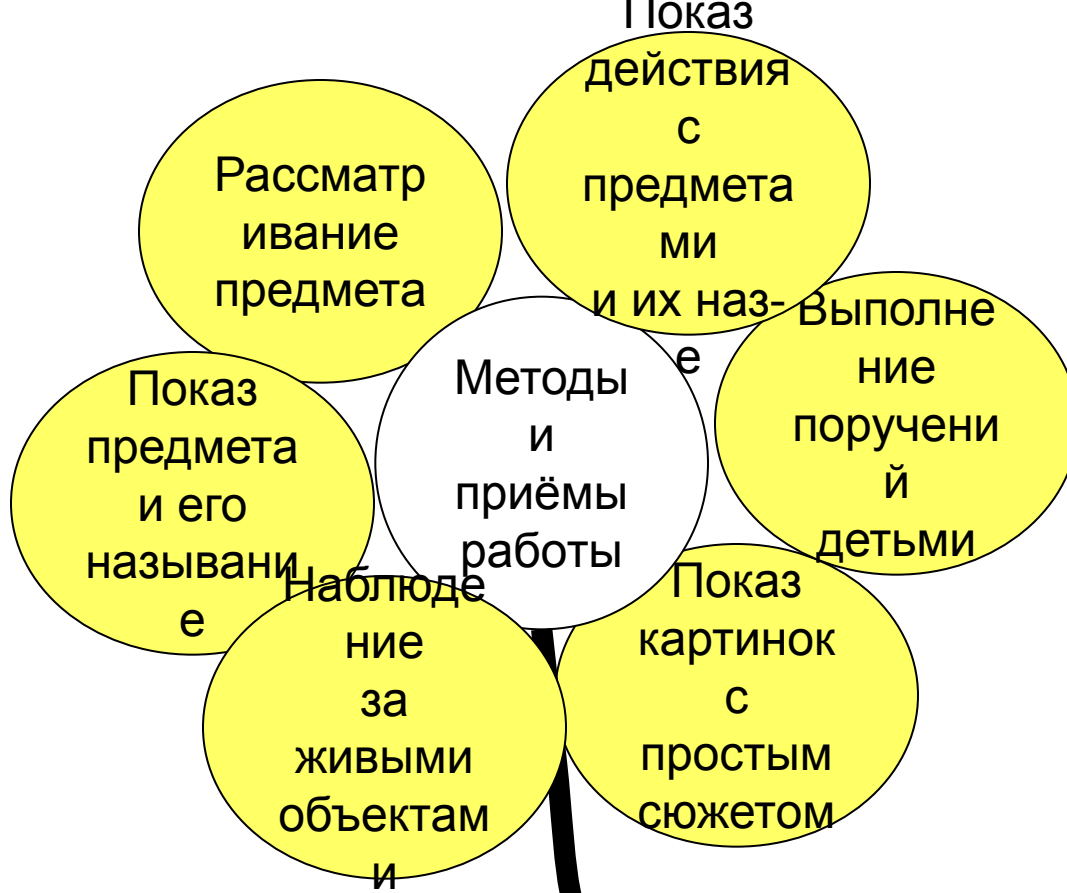 Показ
действия
с
предмета
ми
и их наз-
е
Рассматр
ивание
предмета
Выполне
ние
поручени
й
детьми
Методы
и
приёмы
работы
Показ
предмета
и его
называни
е
Наблюде
ние
за
живыми
объектам
и
Показ
картинок
с
простым
сюжетом